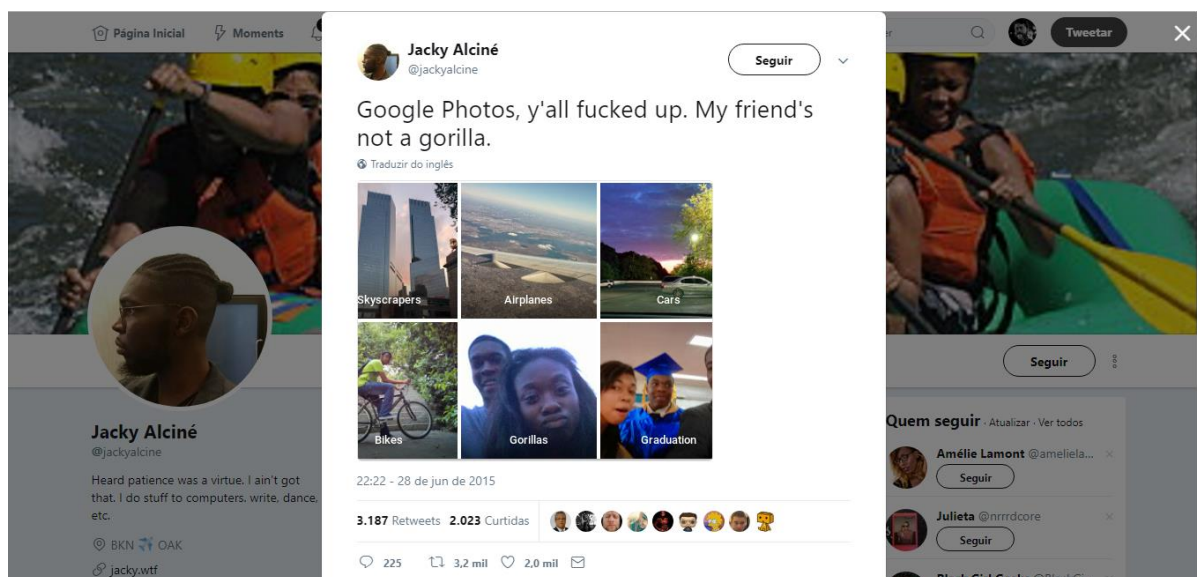 Página Inicial
Moments
Tweetar
Jacky Alciné
@jackyalcine
Seguir
Google Photos, y'all fucked up. My friend's
not a gorilla.
Traduzir do inglês
Skyscrapers
Airplanes
Cars
Bikes
Gorillas
Graduation
22:22 - 28 de jun de 2015
3.187 Retweets 2.023 Curtidas
225 3,2 mil 2,0 mil
Jacky Alciné
@jackyalcine
Heard patience was a virtue. I ain't got
that. I do stuff to computers. write, dance,
etc.
BKN ✈ OAK
jacky.wtf
Seguir
Quem seguir · Atualizar · Ver todos
Amélie Lamont @ameliela...
Seguir
Julieta @nrrrdcore
Seguir